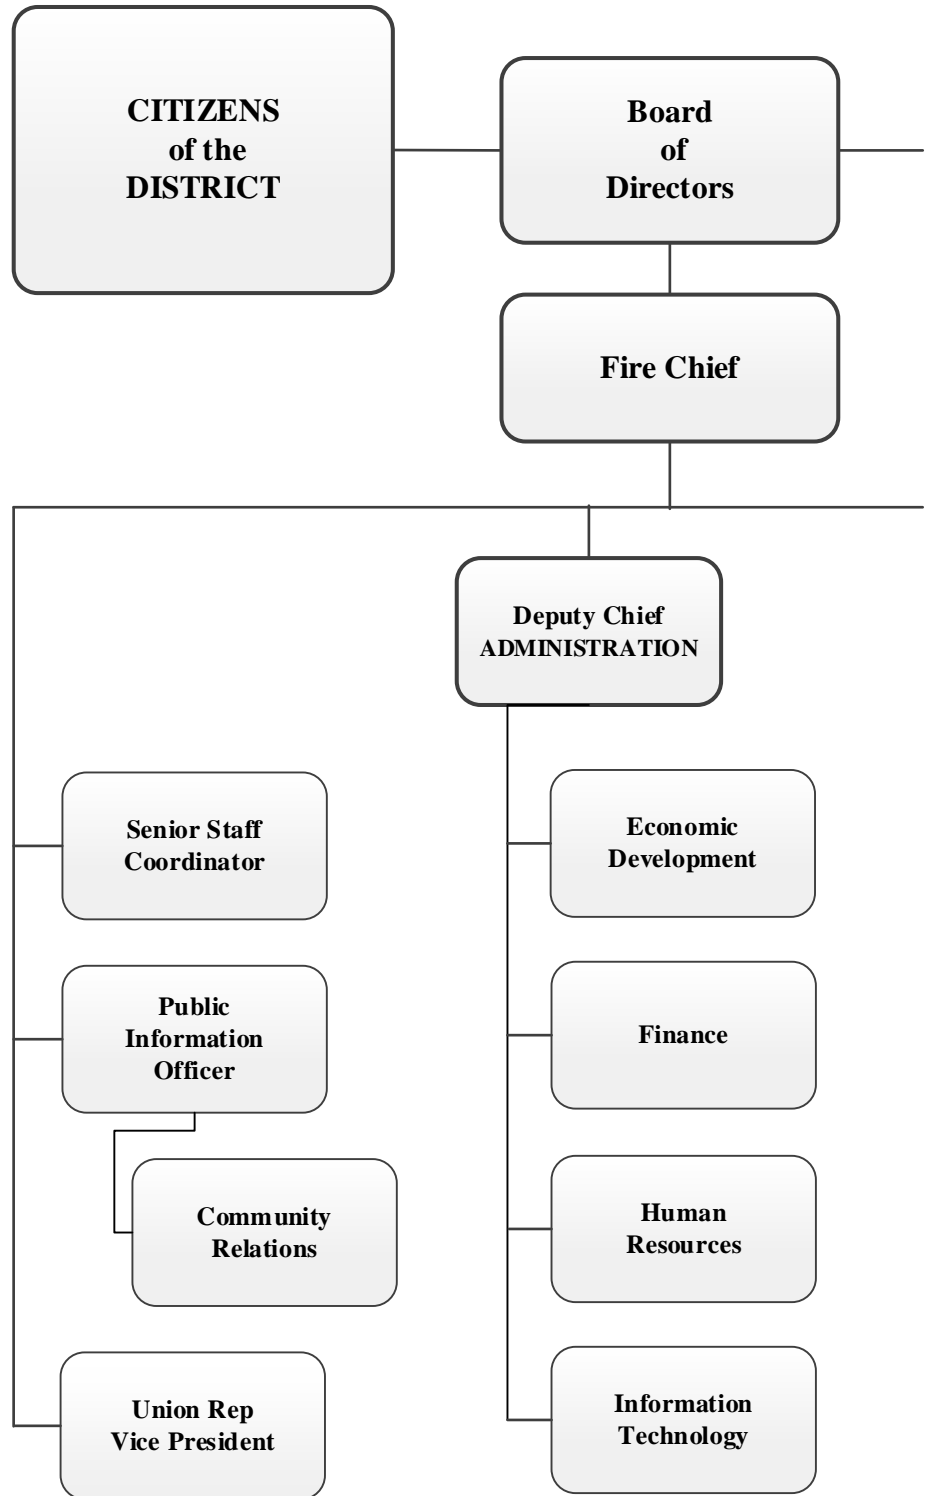 CITIZENS
of the
DISTRICT
Board
of
Directors
Fire Chief
Deputy Chief
ADMINISTRATION
Senior Staff
Coordinator
Public
Information
Officer
Community
Relations
Union Rep
Vice President
Economic
Development
Finance
Human
Resources
Information
Technology